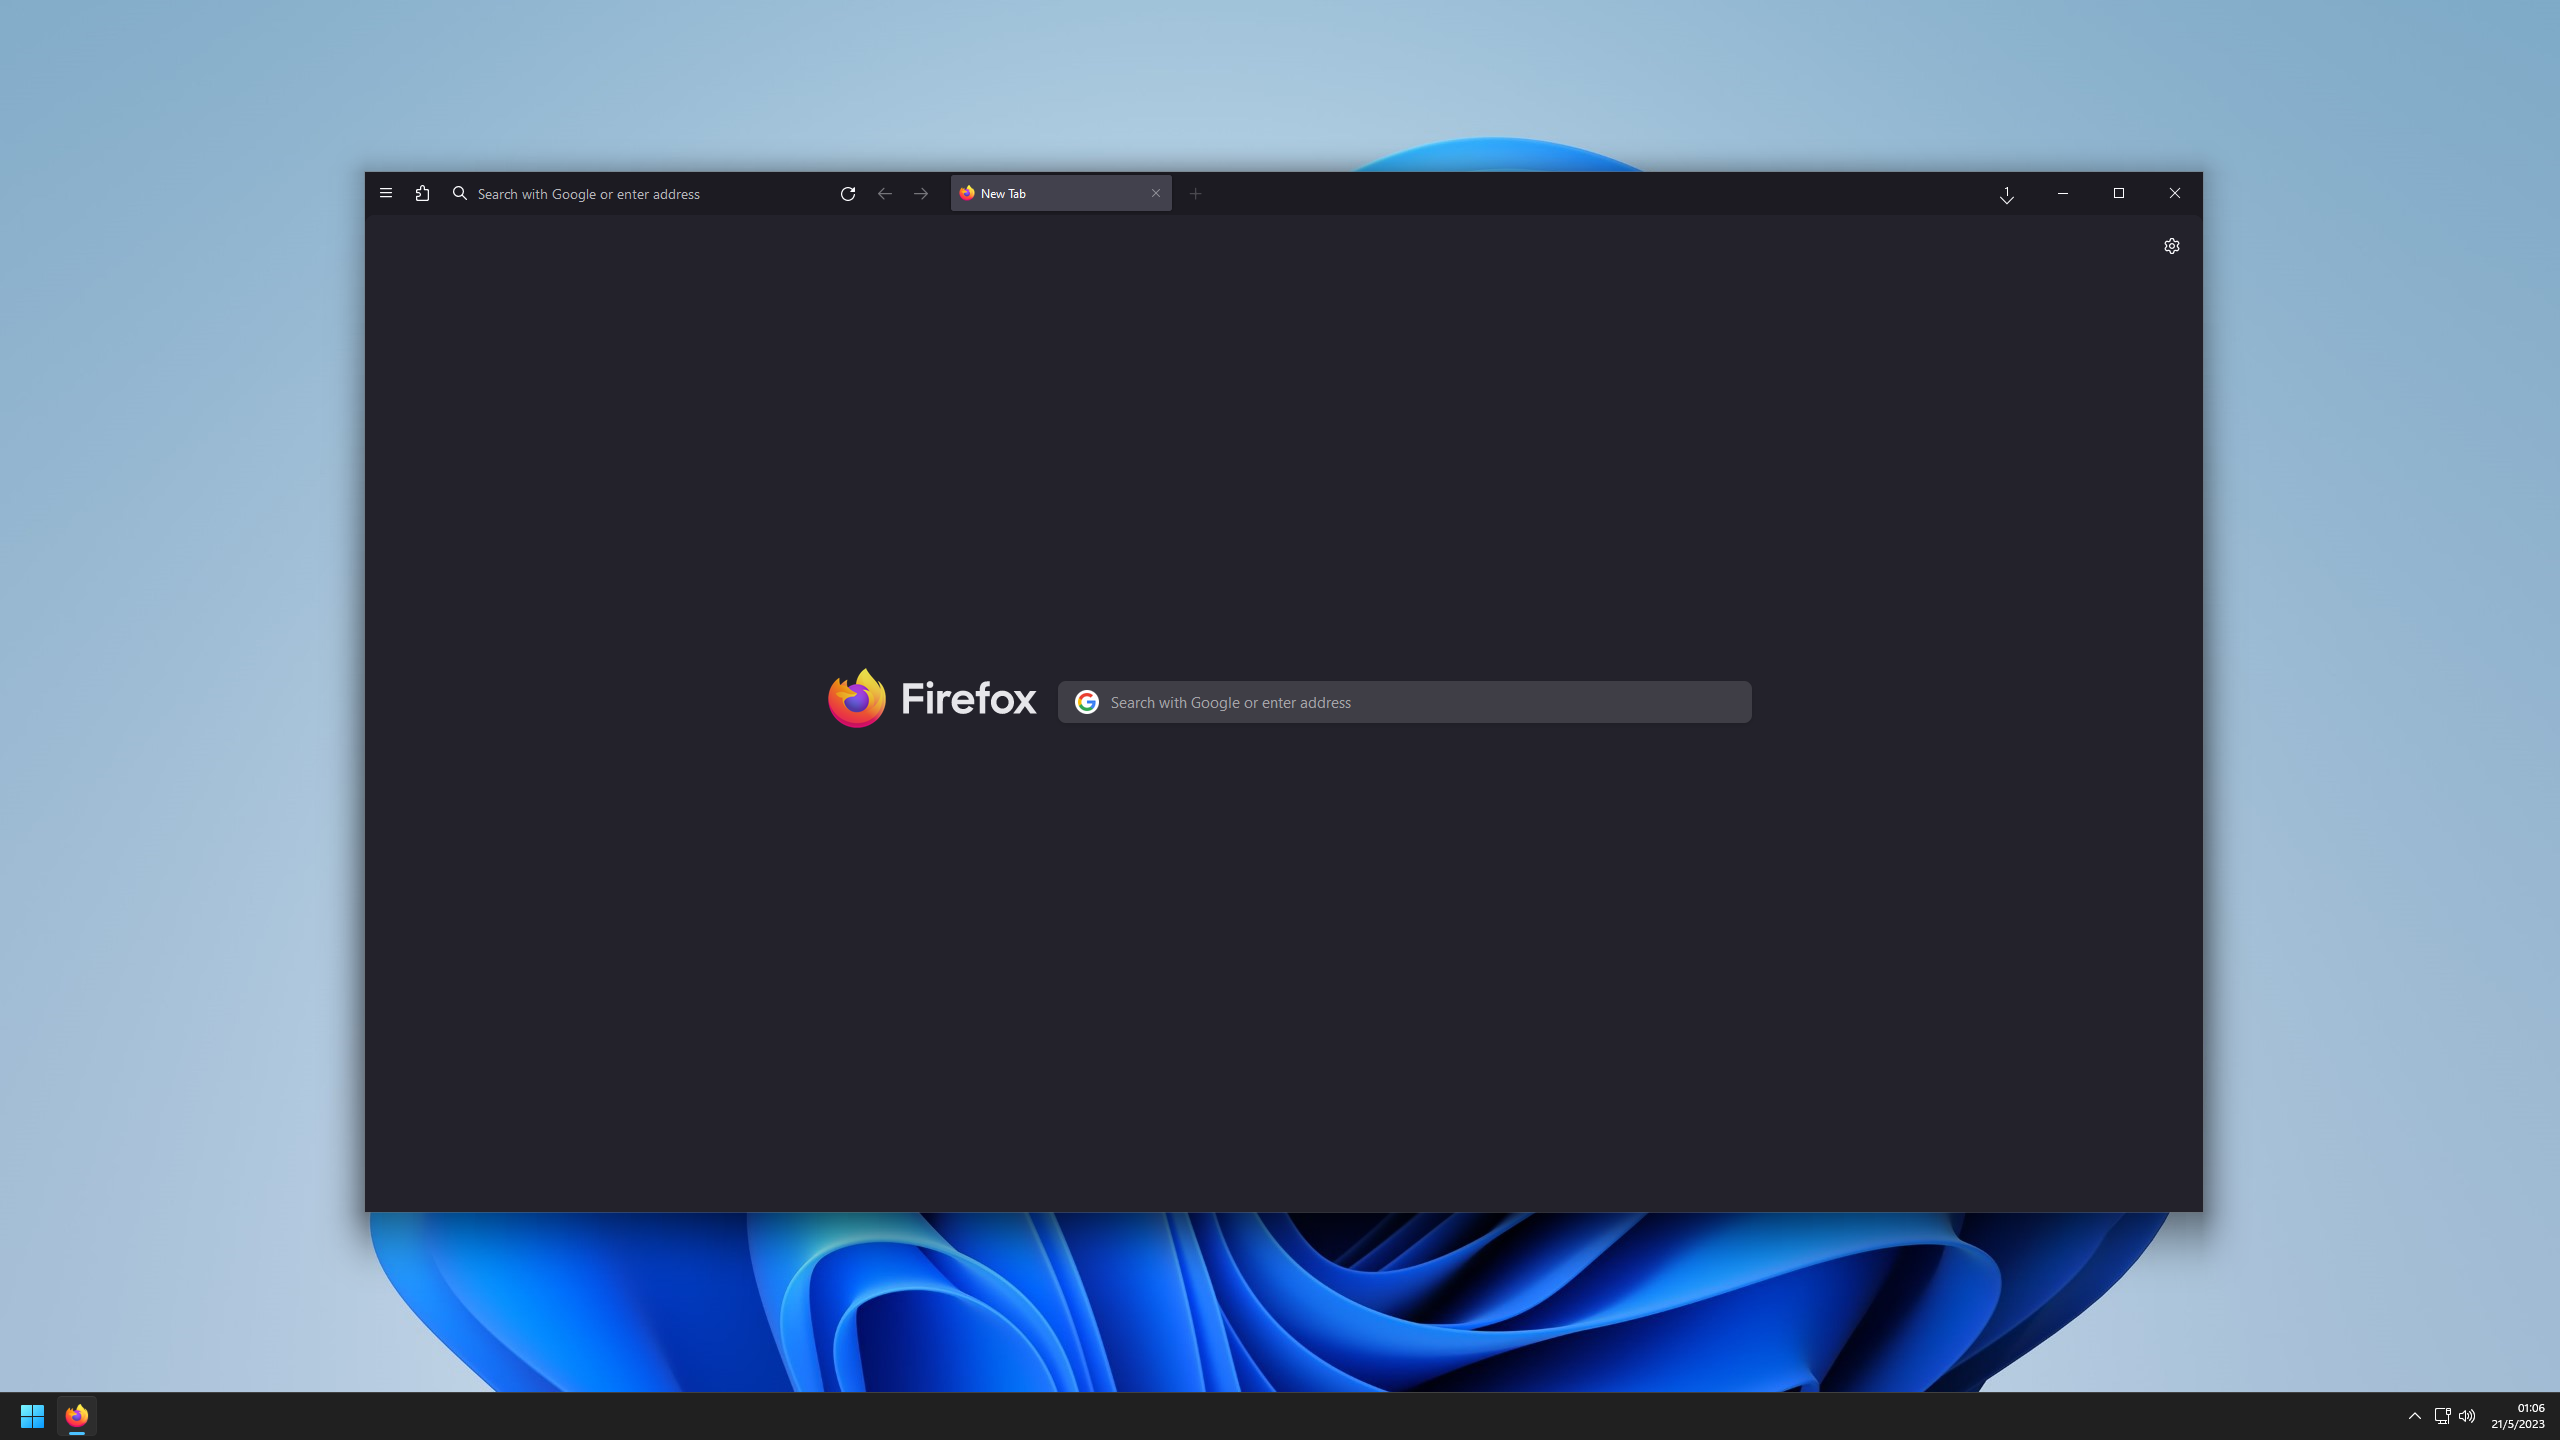 Search with Google or enter address
New Tab
1
Firefox
Search with Google or enter address
01:06
21/5/2023